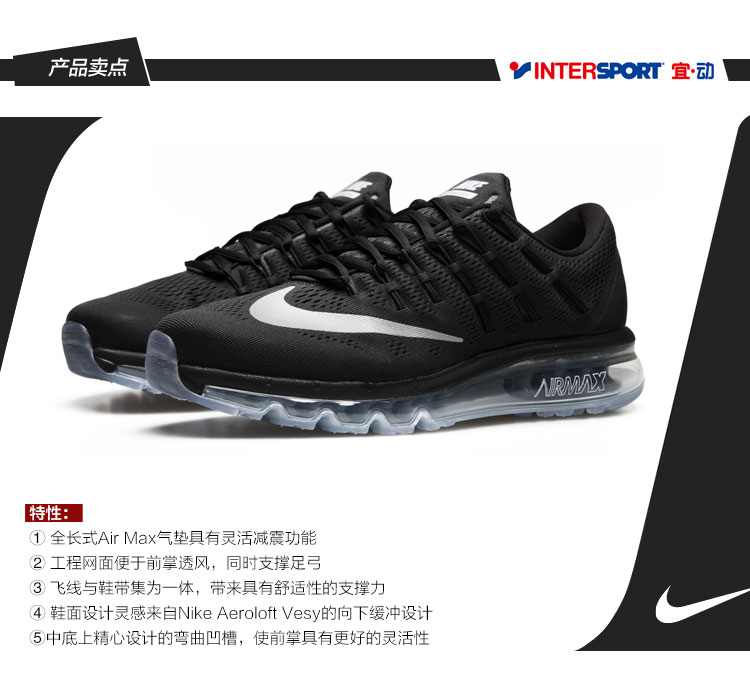 产品卖点
INTERSPORT 宜·动
NIKE
AIRMAX
特性：
① 全长式Air Max气垫具有灵活减震功能
② 工程网面便于前掌透风，同时支撑足弓
③ 飞线与鞋带集为一体，带来具有舒适性的支撑力
④ 鞋面设计灵感来自Nike Aeroloft Vesy的向下缓冲设计
⑤中底上精心设计的弯曲凹槽，使前掌具有更好的灵活性